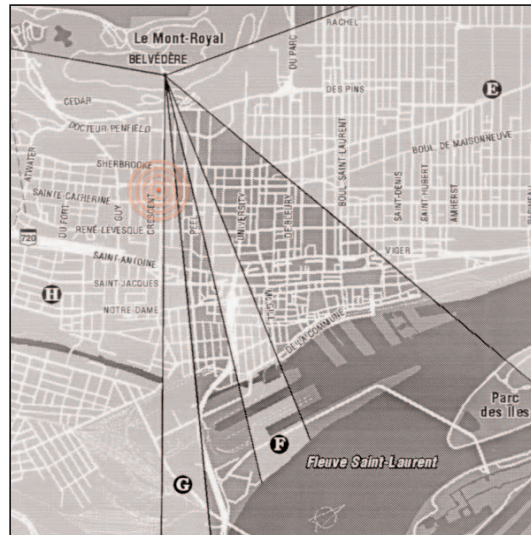 Le Mont-Royal
BELVÉDÈRE
RACHEL
DU PARC
DES PINS
E
CEDAR
DOCTEUR-PENFIELD
BOUL DE MAISONNEUVE
SHERBROOKE
ATWATER
SAINTE-CATHERINE
DU FORT
GUY
CRESCENT
PEEL
UNIVERSITY
DE BLEURY
BOUL SAINT-LAURENT
SAINT-DENIS
SAINT-HUBERT
AMHERST
RENÉ-LEVESQUE
720
SAINT-ANTOINE
VIGER
H
SAINT-JACQUES
NOTRE-DAME
McGILL
DE LA COMMUNE
Parc
des Îles
F
Fleuve Saint-Laurent
G